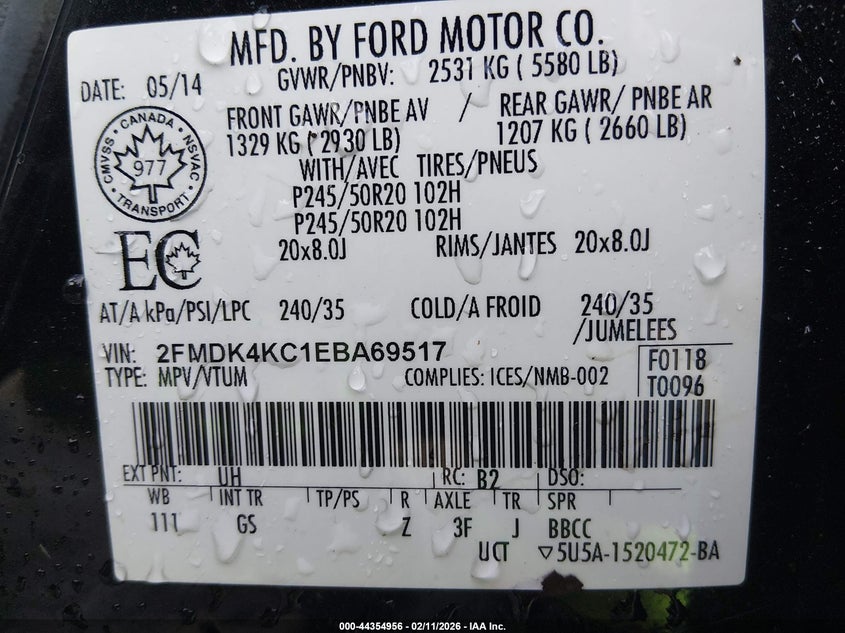 MFD. BY FORD MOTOR CO.
DATE: 05/14
GVWR/PNBV: 2531 KG ( 5580 LB)
FRONT GAWR/PNBE AV / REAR GAWR/ PNBE AR
1329 KG ( 2930 LB) 1207 KG ( 2660 LB)
WITH/AVEC TIRES/PNEUS
P245/50R20 102H
P245/50R20 102H
20x8.0J RIMS/JANTES 20x8.0J
CMVSS • CANADA • NSVAC • TRANSPORT •
977
EC
AT/A kPa/PSI/LPC 240/35 COLD/A FROID 240/35
/JUMELEES
VIN: 2FMDK4KC1EBA69517
TYPE: MPV/VTUM COMPLIES: ICES/NMB-002
F0118
T0096
EXT PNT: UH RC: B2 DSO:
WB INT TR TP/PS R AXLE TR SPR
111 GS Z 3F J BBCC
UCT ▽5U5A-1520472-BA
000-44354956 - 02/11/2026 - IAA Inc.